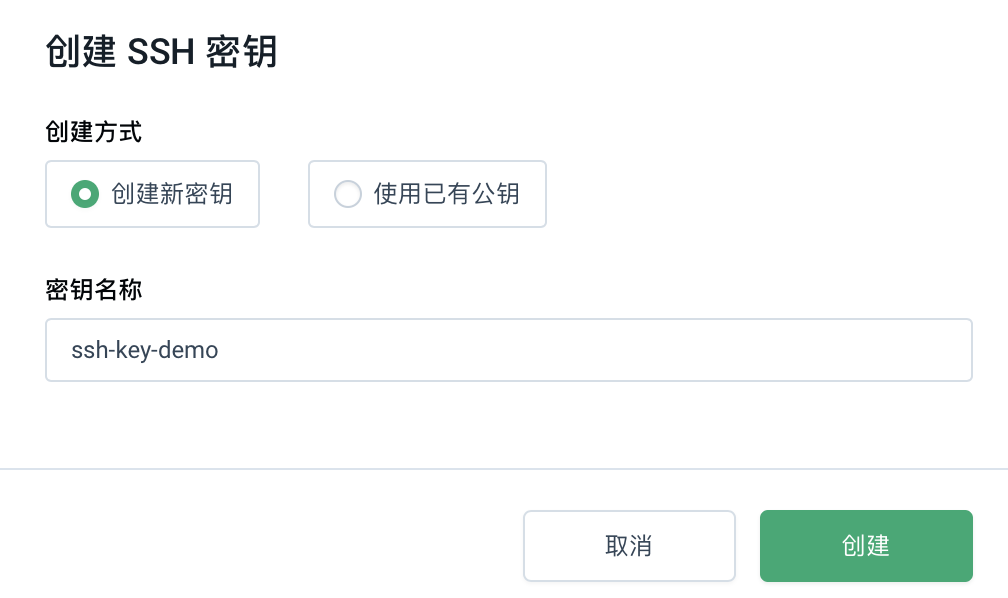 创建 SSH 密钥
创建方式
创建新密钥 使用已有公钥
密钥名称
ssh-key-demo
取消 创建